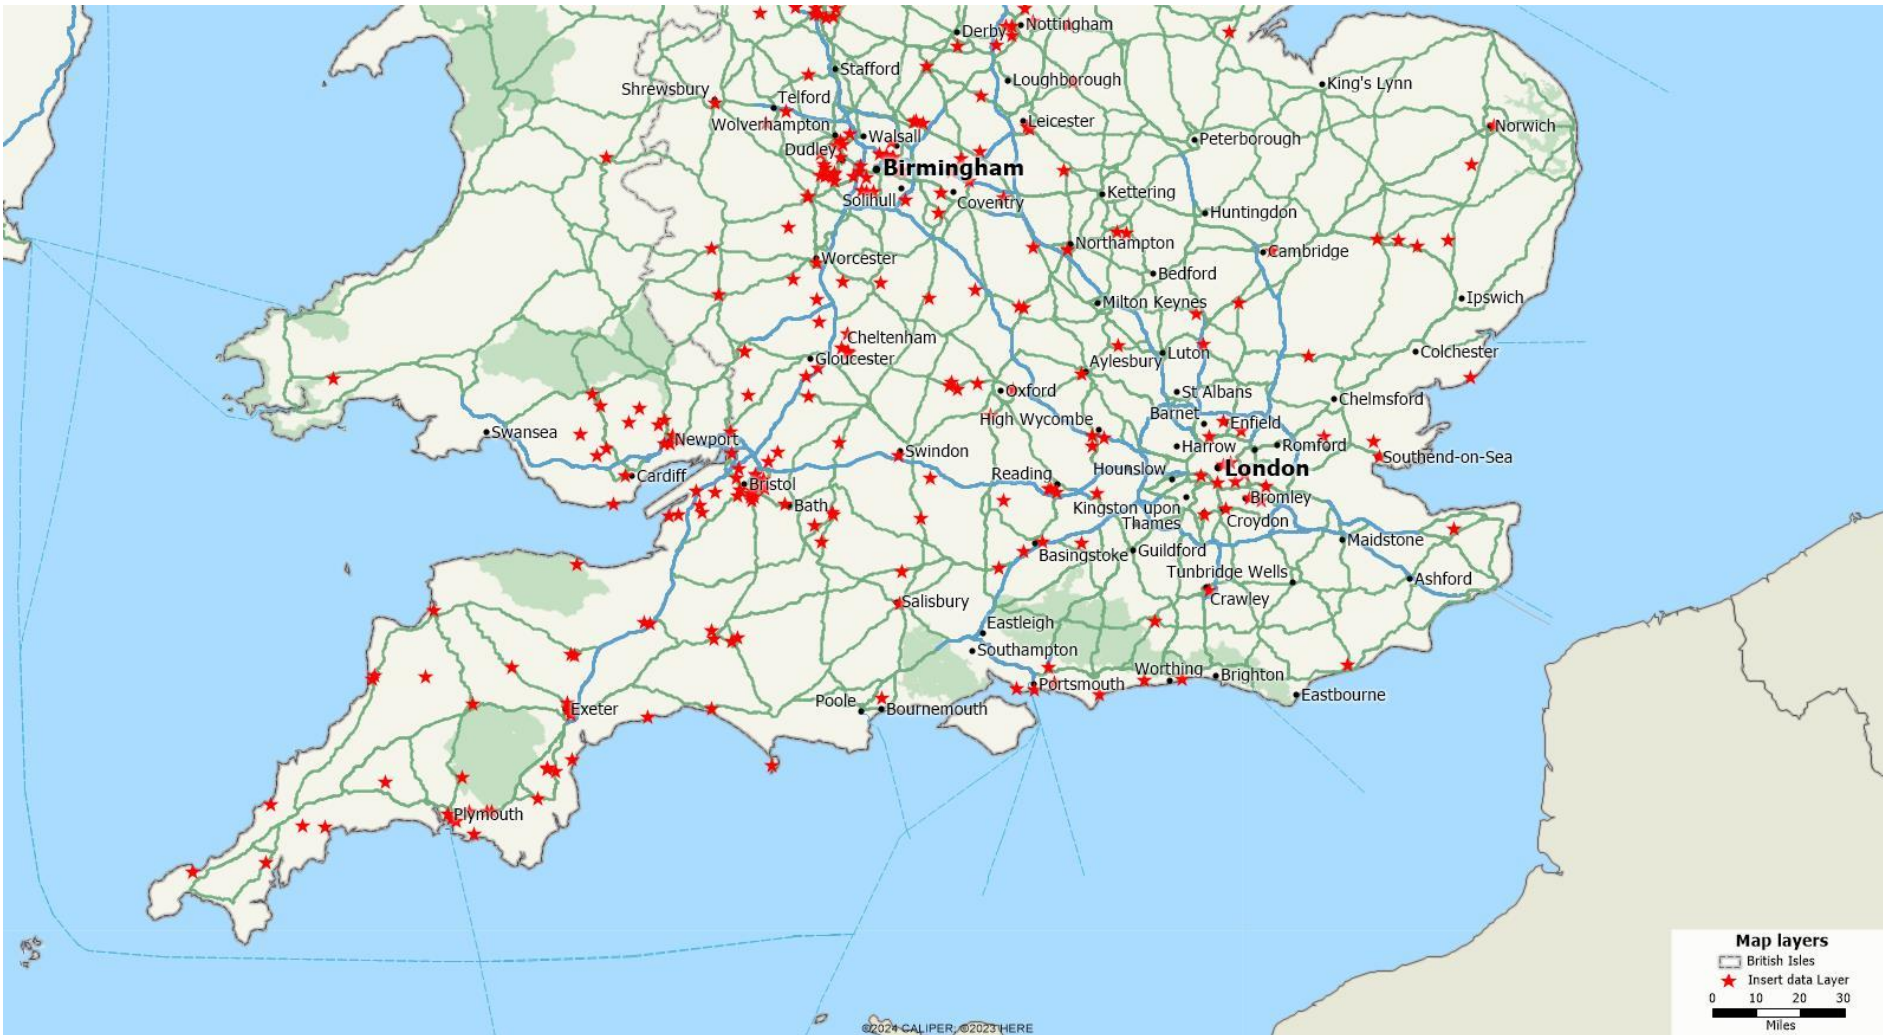 Derby
Nottingham
Stafford
Loughborough
King's Lynn
Shrewsbury
Telford
Wolverhampton
Walsall
Leicester
Norwich
Peterborough
Dudley
Birmingham
Solihull
Coventry
Kettering
Huntingdon
Northampton
Cambridge
Worcester
Bedford
Milton Keynes
Ipswich
Cheltenham
Gloucester
Aylesbury
Luton
Colchester
Oxford
St Albans
Chelmsford
Barnet
Enfield
High Wycombe
Swansea
Newport
Harrow
Romford
Swindon
Southend-on-Sea
Cardiff
Bristol
Reading
Hounslow
London
Bath
Kingston upon
Thames
Bromley
Croydon
Basingstoke
Guildford
Maidstone
Tunbridge Wells
Ashford
Crawley
Salisbury
Eastleigh
Southampton
Worthing
Brighton
Portsmouth
Eastbourne
Poole
Bournemouth
Exeter
Plymouth
Map layers
British Isles
Insert data Layer
0 10 20 30
Miles
©2024 CALIPER; ©2023 HERE